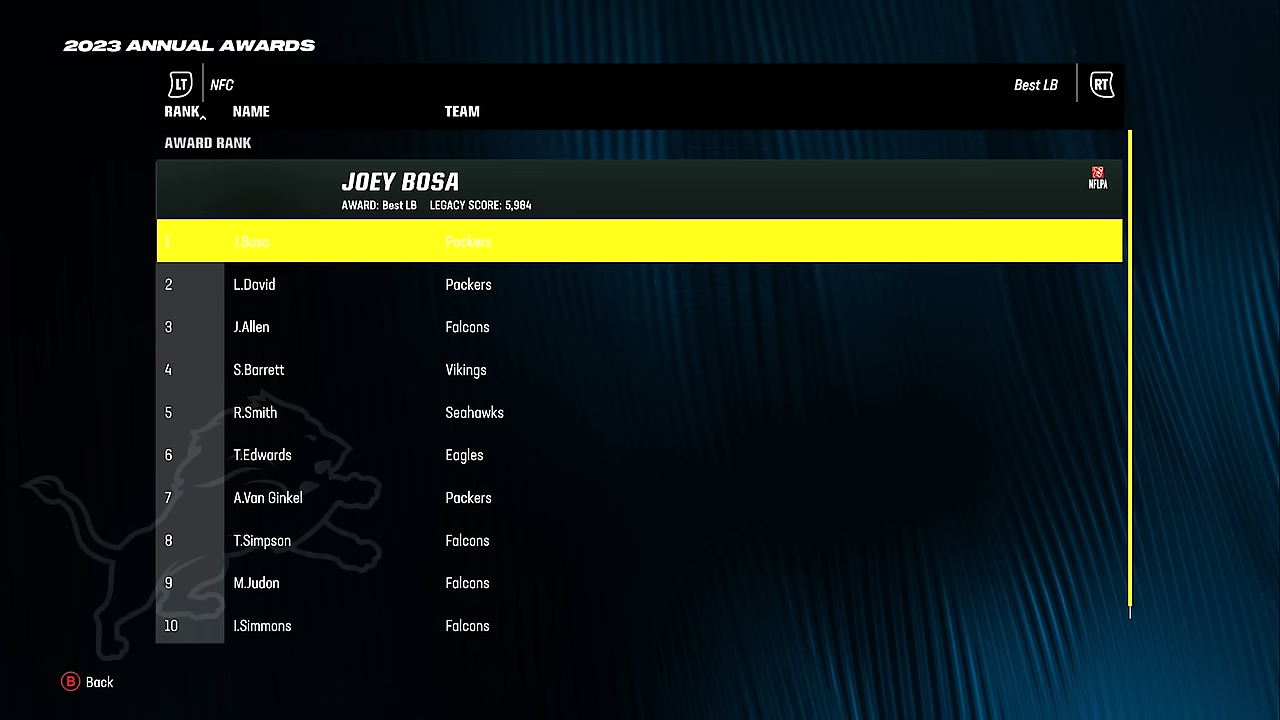 2023 ANNUAL AWARDS
LT NFC Best LB RT
RANK NAME TEAM
AWARD RANK
JOEY BOSA
AWARD: Best LB LEGACY SCORE: 5,984
NFLPA
1 J.Bosa Packers
2 L.David Packers
3 J.Allen Falcons
4 S.Barrett Vikings
5 R.Smith Seahawks
6 T.Edwards Eagles
7 A.Van Ginkel Packers
8 T.Simpson Falcons
9 M.Judon Falcons
10 I.Simmons Falcons
B Back